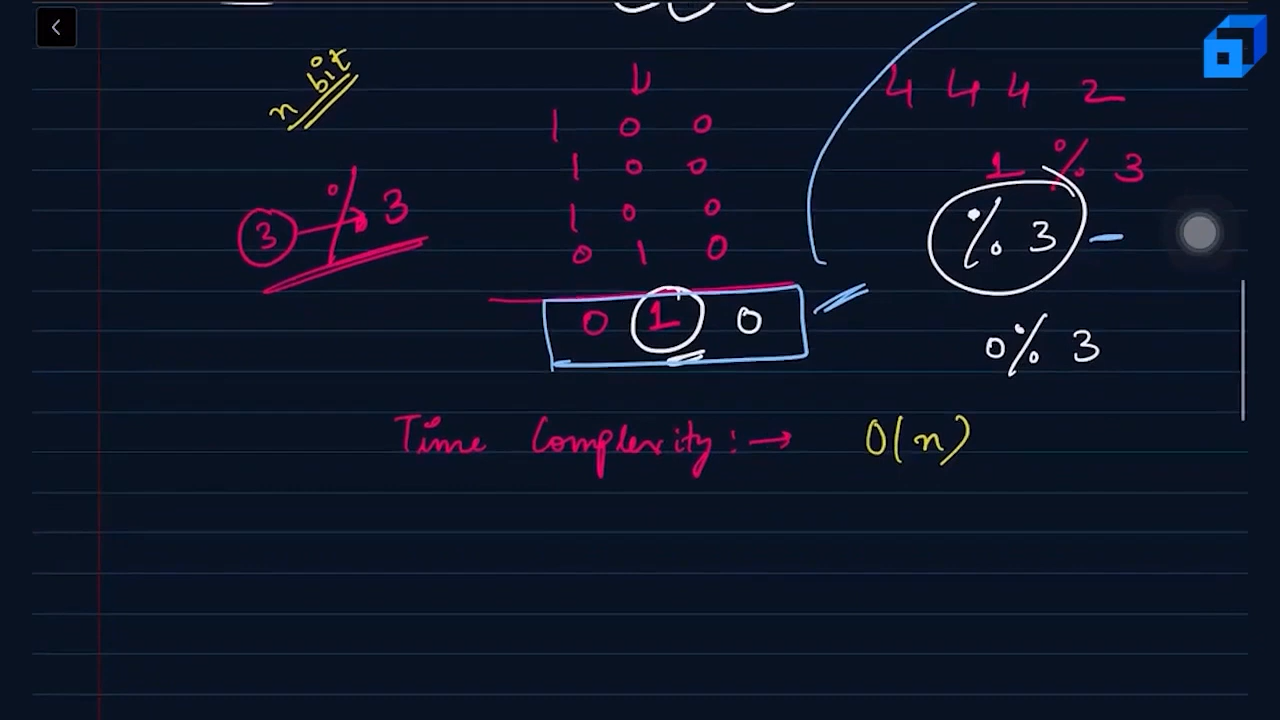 n bit
4 4 4 2
1 0 0
1 0 0
1 % 3
1 0 0
3 → % 3
% 3
0 1 0
0 1 0
0 % 3
Time Complexity : → O(n)